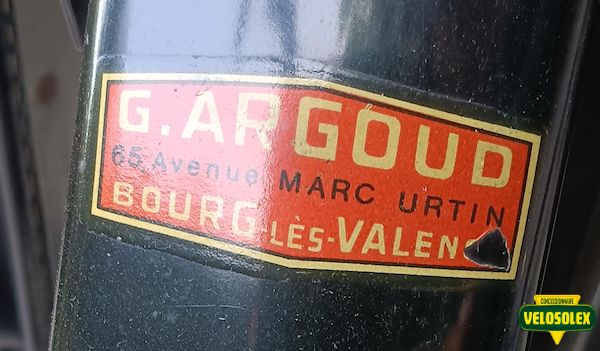 G. ARGOUD
65, Avenue MARC URTIN
BOURG-LÈS-VALEN
CONCESSIONNAIRE
VELOSOLEX